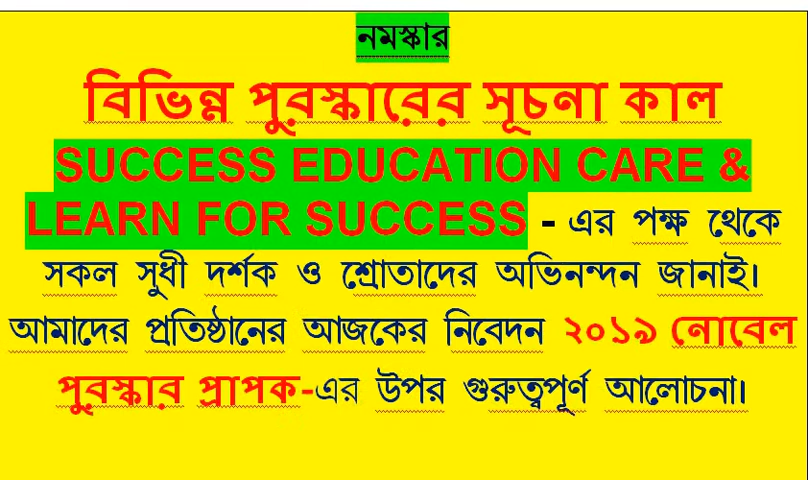 নমস্কার
বিভিন্ন পুরস্কারের সূচনা কাল
SUCCESS EDUCATION CARE &
LEARN FOR SUCCESS - এর পক্ষ থেকে
সকল সুধী দর্শক ও শ্রোতাদের অভিনন্দন জানাই।
আমাদের প্রতিষ্ঠানের আজকের নিবেদন ২০১৯ নোবেল
পুরস্কার প্রাপক-এর উপর গুরুত্বপূর্ণ আলোচনা।